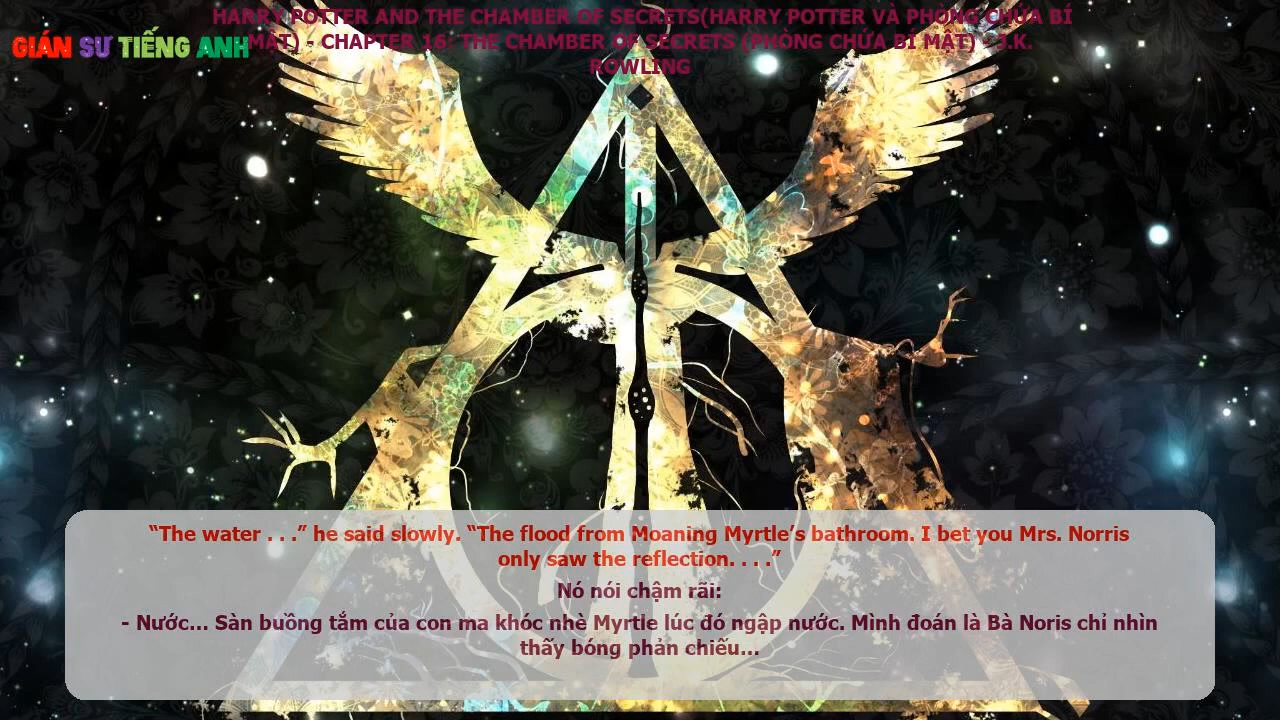 HARRY POTTER AND THE CHAMBER OF SECRETS(HARRY POTTER VÀ PHÒNG CHỨA BÍ
MẬT) - CHAPTER 16: THE CHAMBER OF SECRETS (PHÒNG CHỨA BÍ MẬT) - J.K.
ROWLING
GIÁN SỨ TIẾNG ANH
“The water . . .” he said slowly. “The flood from Moaning Myrtle’s bathroom. I bet you Mrs. Norris
only saw the reflection. . . .”
Nó nói chậm rãi:
- Nước... Sàn buồng tắm của con ma khóc nhè Myrtle lúc đó ngập nước. Mình đoán là Bà Noris chỉ nhìn
thấy bóng phản chiếu...